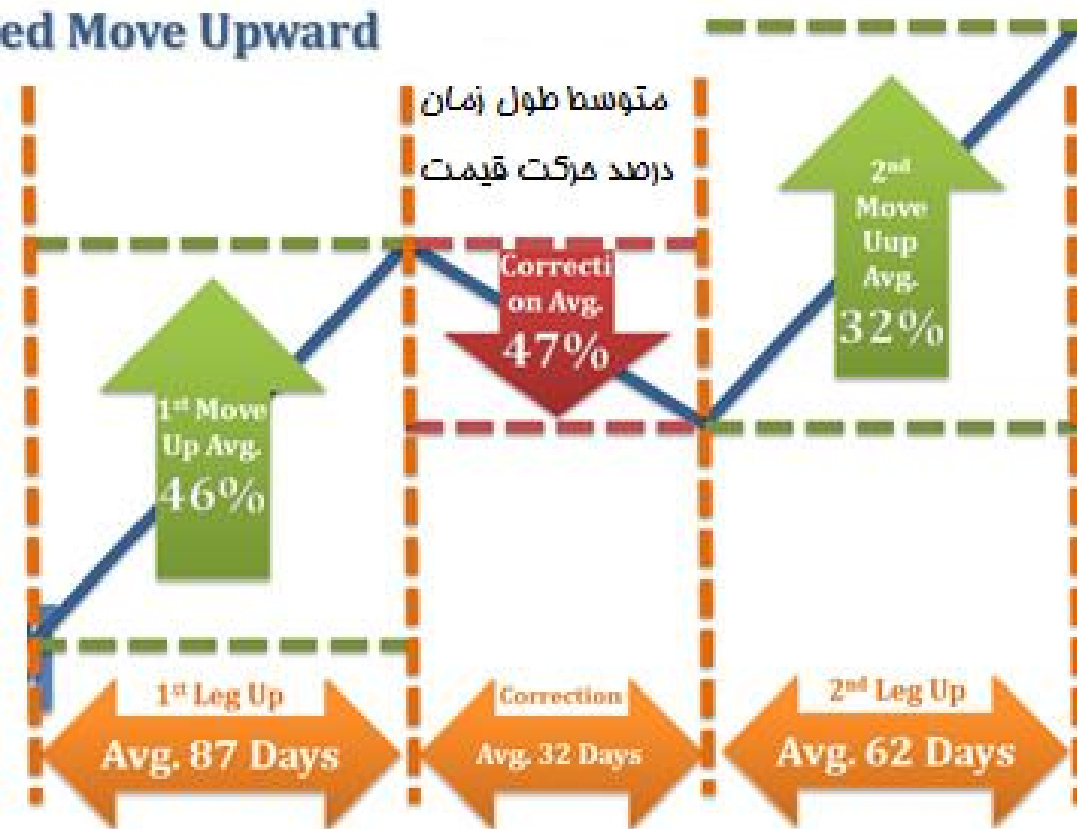 ed Move Upward
متوسط طول زمان
درصد حرکت قیمت
1st Move
Up Avg.
46%
Correcti
on Avg.
47%
2nd
Move
Uup
Avg.
32%
1st Leg Up
Avg. 87 Days
Correction
Avg. 32 Days
2nd Leg Up
Avg. 62 Days